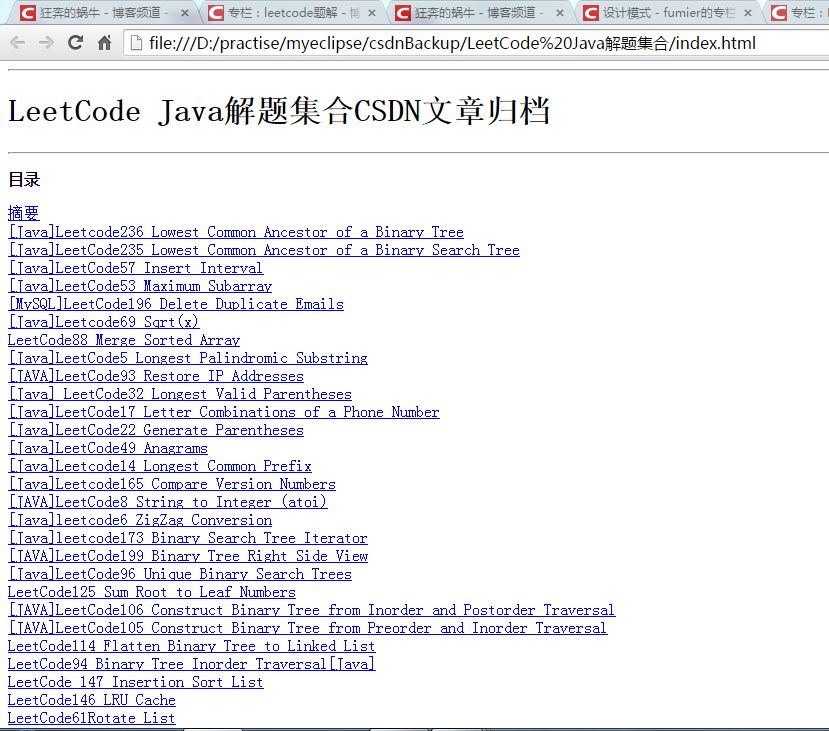 狂奔的蜗牛 - 博客频道 -
专栏：leetcode题解 - 博
狂奔的蜗牛 - 博客频道 -
设计模式 - fumier的专栏
专栏：
file:///D:/practise/myeclipse/csdnBackup/LeetCode%20Java解题集合/index.html
LeetCode Java解题集合CSDN文章归档
目录
摘要
[Java]Leetcode236 Lowest Common Ancestor of a Binary Tree
[Java]LeetCode235 Lowest Common Ancestor of a Binary Search Tree
[Java]LeetCode57 Insert Interval
[Java]LeetCode53 Maximum Subarray
[MySQL]LeetCode196 Delete Duplicate Emails
[Java]Leetcode69 Sqrt(x)
LeetCode88 Merge Sorted Array
[Java]LeetCode5 Longest Palindromic Substring
[JAVA]LeetCode93 Restore IP Addresses
[Java] LeetCode32 Longest Valid Parentheses
[Java]LeetCode17 Letter Combinations of a Phone Number
[Java]LeetCode22 Generate Parentheses
[Java]LeetCode49 Anagrams
[Java]Leetcode14 Longest Common Prefix
[Java]Leetcode165 Compare Version Numbers
[JAVA]LeetCode8 String to Integer (atoi)
[Java]leetcode6 ZigZag Conversion
[Java]leetcode173 Binary Search Tree Iterator
[JAVA]LeetCode199 Binary Tree Right Side View
[Java]LeetCode96 Unique Binary Search Trees
LeetCode125 Sum Root to Leaf Numbers
[JAVA]LeetCode106 Construct Binary Tree from Inorder and Postorder Traversal
[JAVA]LeetCode105 Construct Binary Tree from Preorder and Inorder Traversal
LeetCode114 Flatten Binary Tree to Linked List
LeetCode94 Binary Tree Inorder Traversal[Java]
LeetCode 147 Insertion Sort List
LeetCode146 LRU Cache
LeetCode61Rotate List